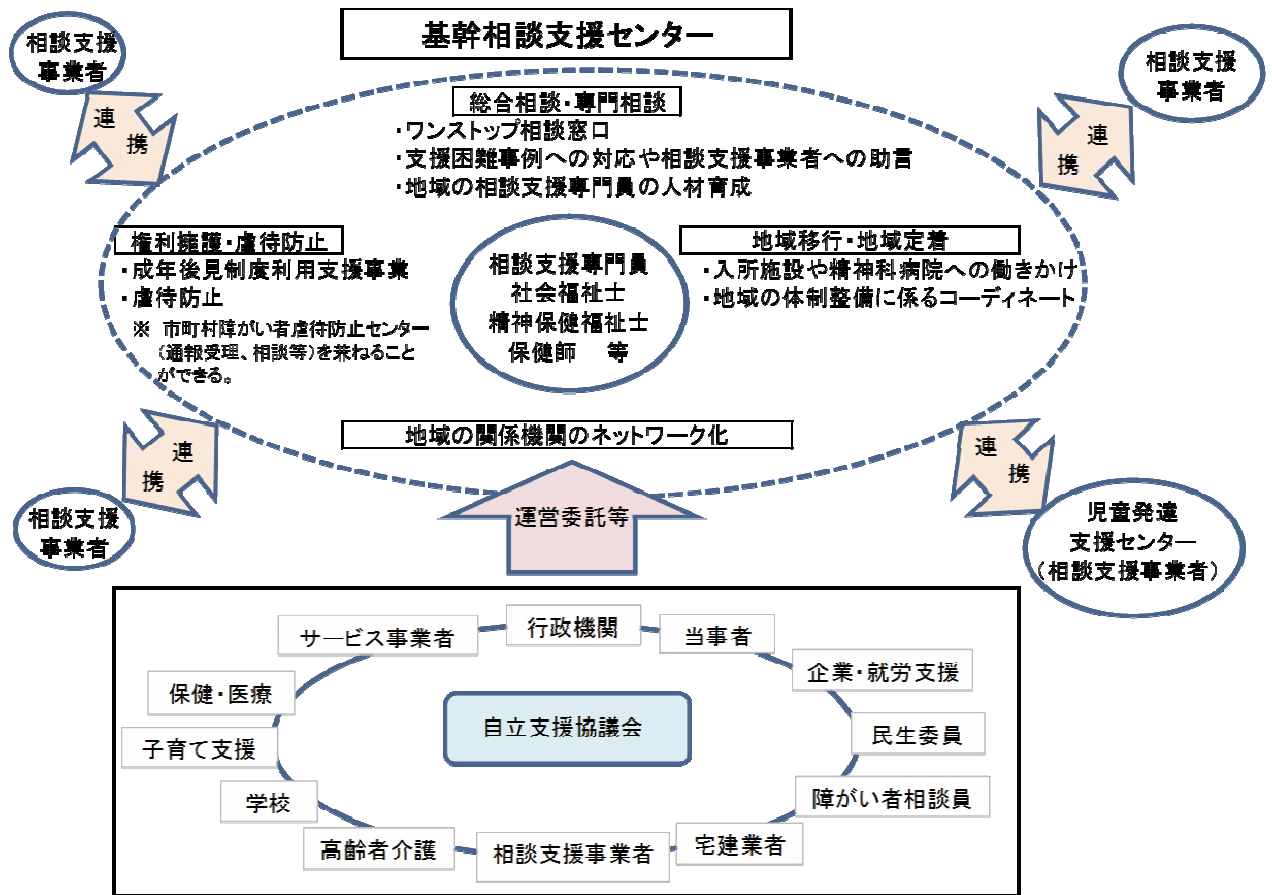 基幹相談支援センター
相談支援
事業者
相談支援
事業者
連
携
連
携
総合相談・専門相談
・ワンストップ相談窓口
・支援困難事例への対応や相談支援事業者への助言
・地域の相談支援専門員の人材育成
権利擁護・虐待防止
・成年後見制度利用支援事業
・虐待防止
※ 市町村障がい者虐待防止センター
(通報受理、相談等)を兼ねること
ができる。
相談支援専門員
社会福祉士
精神保健福祉士
保健師 等
地域移行・地域定着
・入所施設や精神科病院への働きかけ
・地域の体制整備に係るコーディネート
地域の関係機関のネットワーク化
連
携
連
携
相談支援
事業者
運営委託等
児童発達
支援センター
(相談支援事業者)
サービス事業者
行政機関
当事者
企業・就労支援
保健・医療
自立支援協議会
民生委員
子育て支援
学校
障がい者相談員
高齢者介護
相談支援事業者
宅建業者